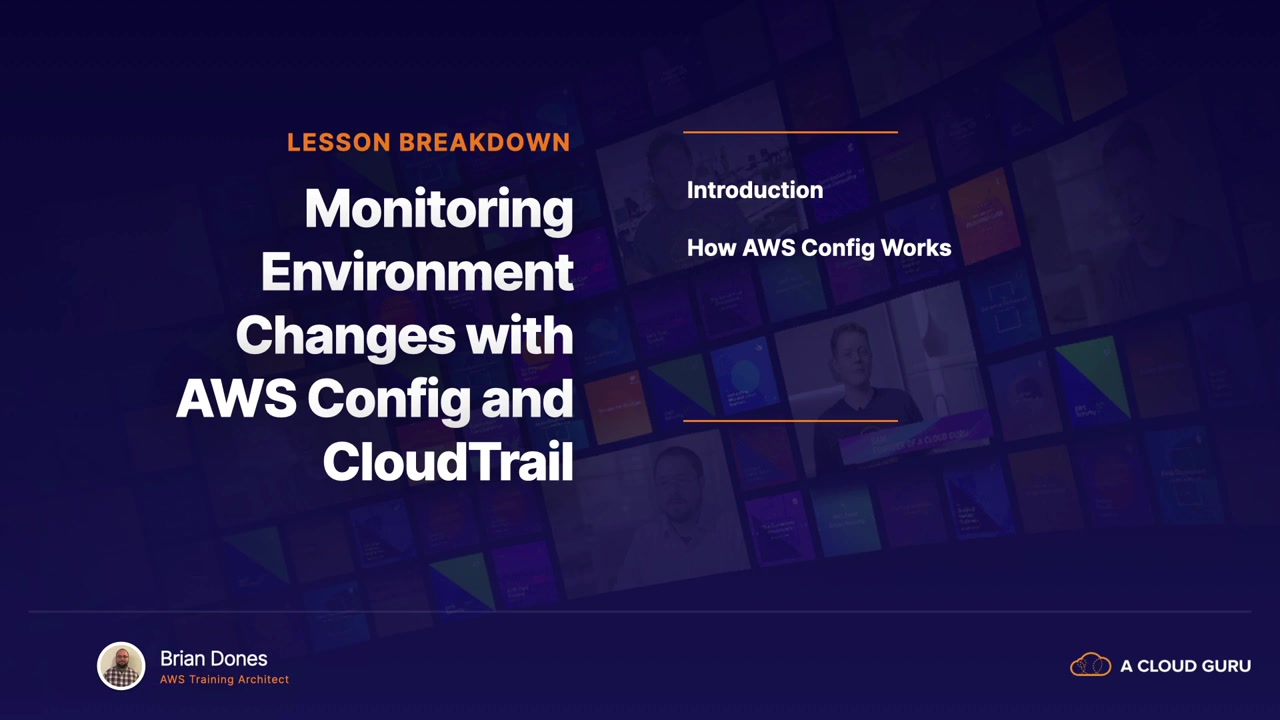 LESSON BREAKDOWN
Monitoring
Environment
Changes with
AWS Config and
CloudTrail
Introduction
How AWS Config Works
Brian Dones
AWS Training Architect
A CLOUD GURU